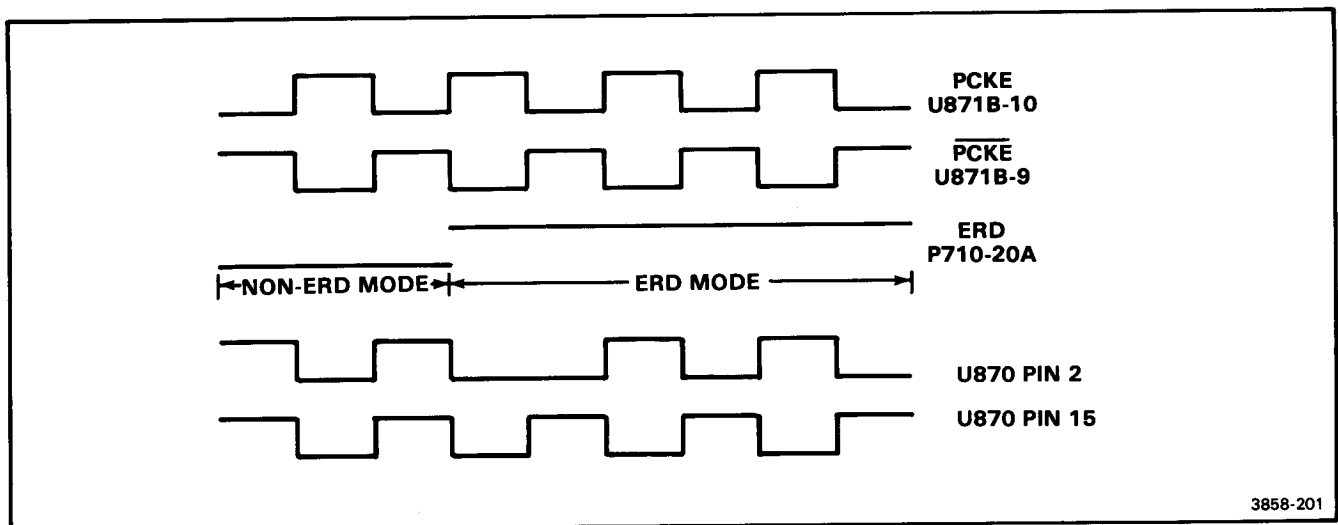 PCKE
U871B-10
P̅C̅K̅E̅
U871B-9
ERD
P710-20A
NON-ERD MODE
ERD MODE
U870 PIN 2
U870 PIN 15
3858-201